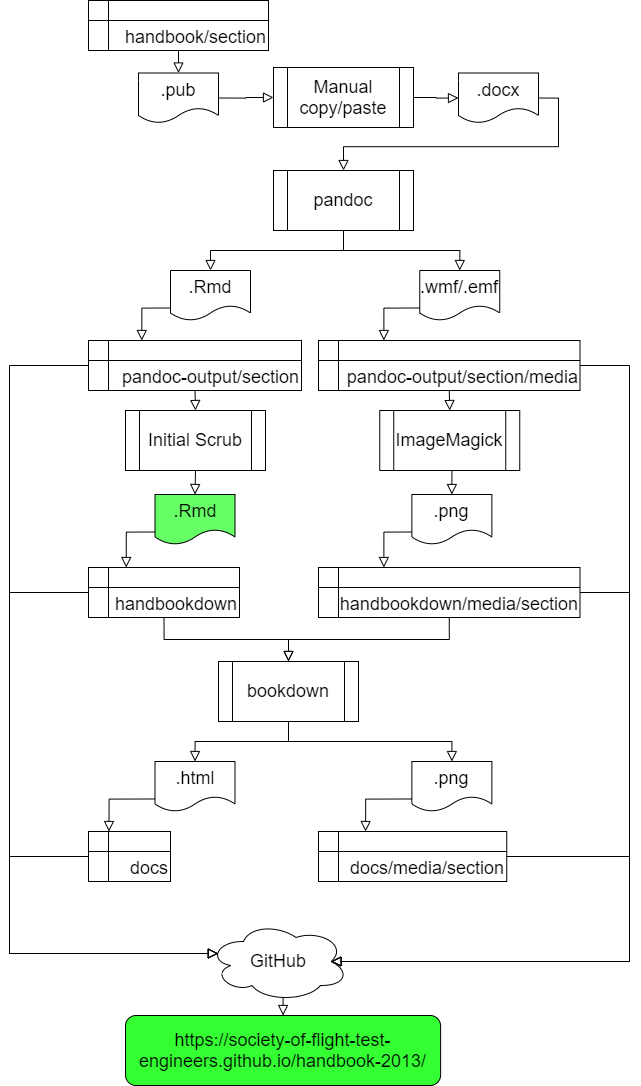 handbook/section
.pub
Manual
copy/paste
.docx
pandoc
.Rmd
.wmf/.emf
pandoc-output/section
pandoc-output/section/media
Initial Scrub
ImageMagick
.Rmd
.png
handbookdown
handbookdown/media/section
bookdown
.html
.png
docs
docs/media/section
GitHub
https://society-of-flight-test-
engineers.github.io/handbook-2013/